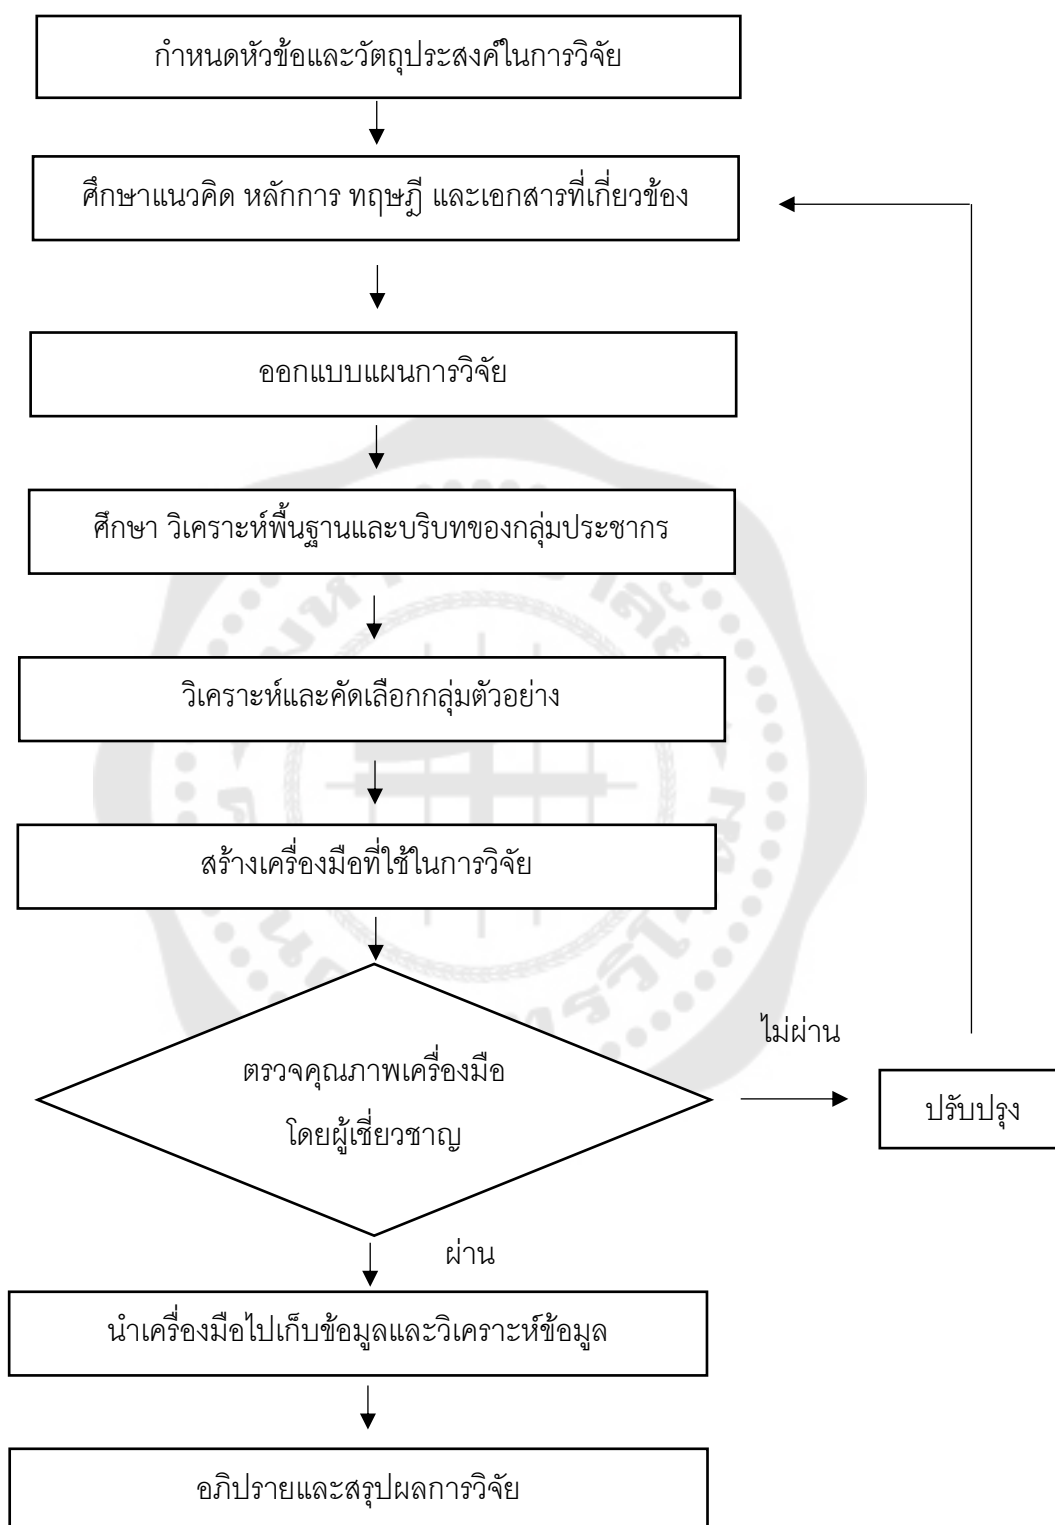 กำหนดหัวข้อและวัตถุประสงค์ในการวิจัย
ศึกษาแนวคิด หลักการ ทฤษฎี และเอกสารที่เกี่ยวข้อง
ออกแบบแผนการวิจัย
ศึกษา วิเคราะห์พื้นฐานและบริบทของกลุ่มประชากร
วิเคราะห์และคัดเลือกกลุ่มตัวอย่าง
สร้างเครื่องมือที่ใช้ในการวิจัย
ไม่ผ่าน
ตรวจคุณภาพเครื่องมือ
โดยผู้เชี่ยวชาญ
ปรับปรุง
ผ่าน
นำเครื่องมือไปเก็บข้อมูลและวิเคราะห์ข้อมูล
อภิปรายและสรุปผลการวิจัย